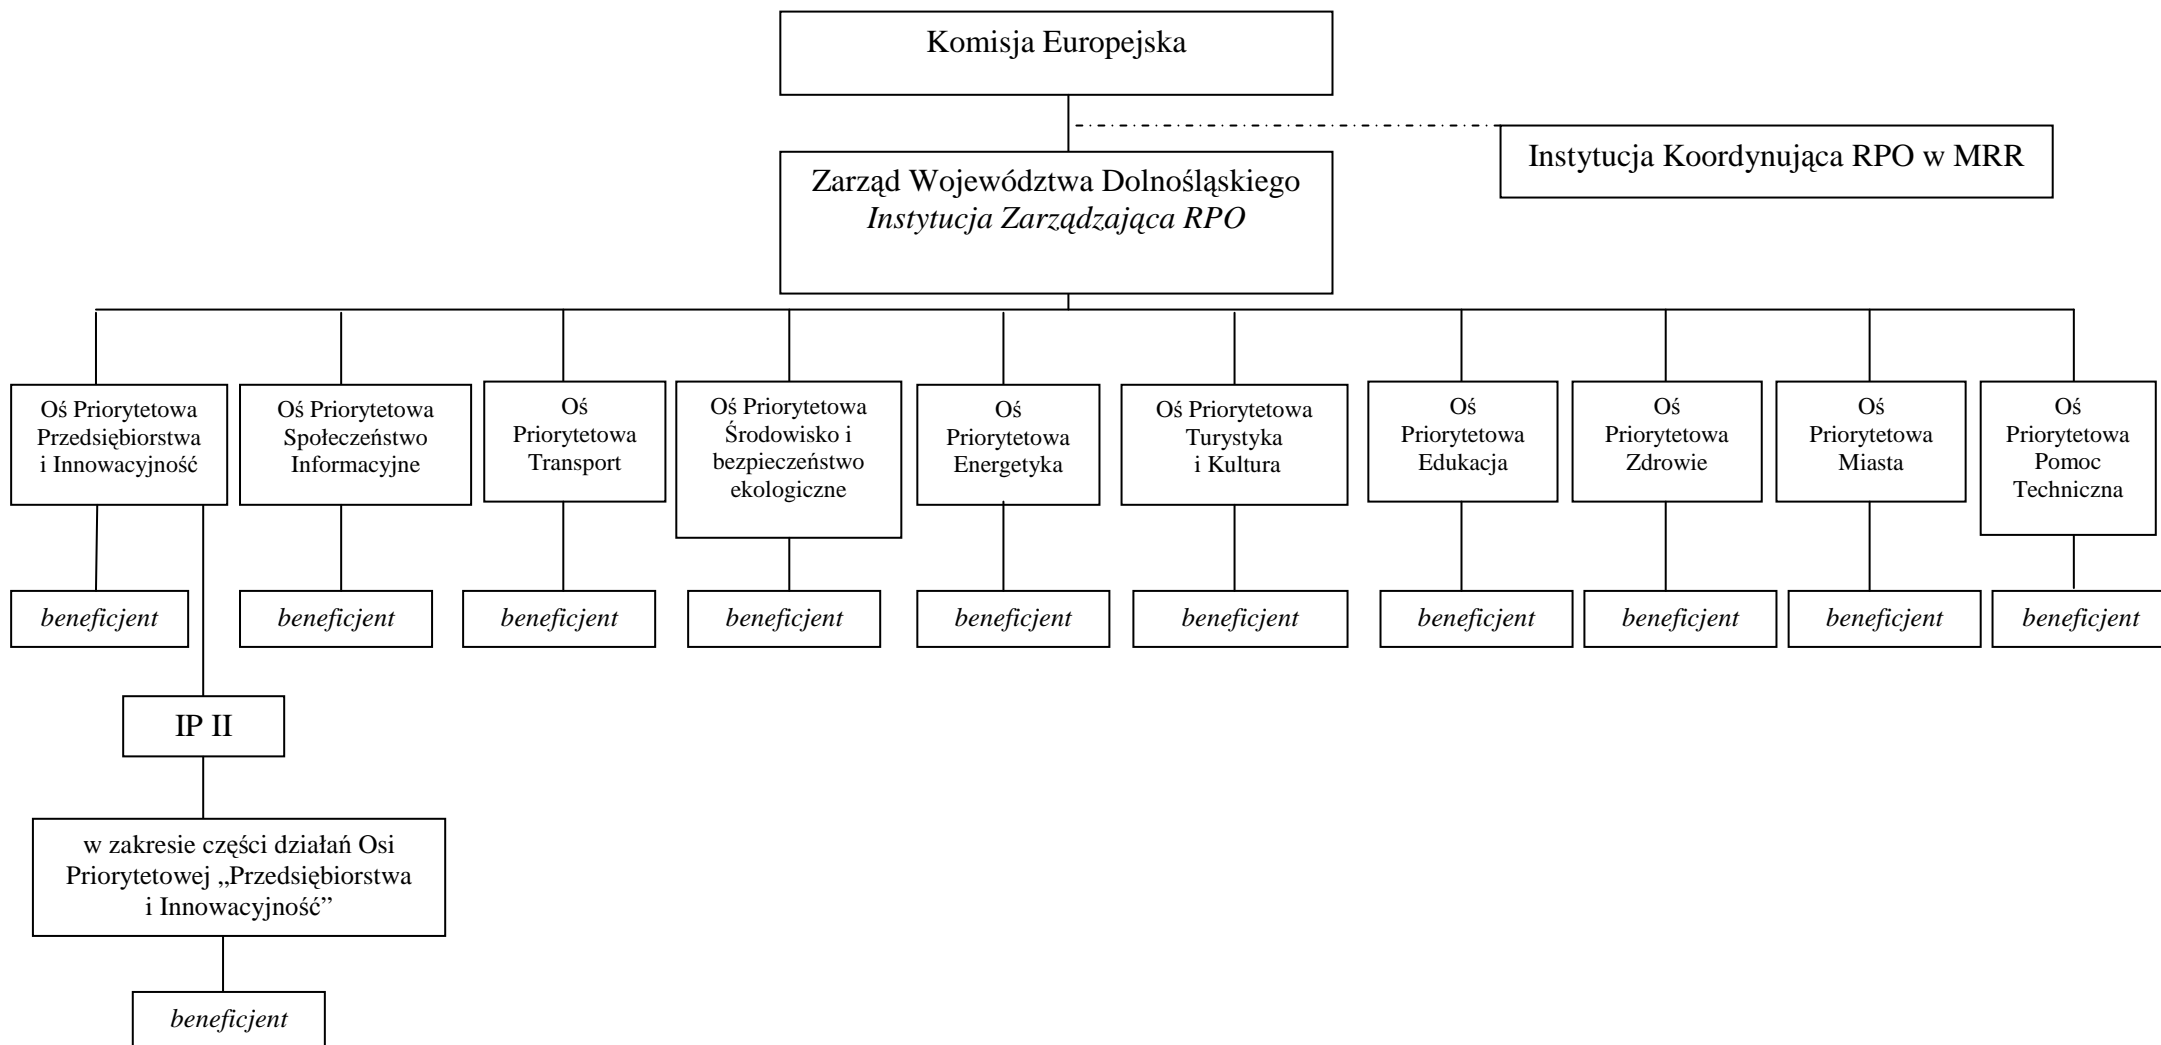 Komisja Europejska
Instytucja Koordynująca RPO w MRR
Zarząd Województwa Dolnośląskiego
Instytucja Zarządzająca RPO
Oś Priorytetowa
Przedsiębiorstwa
i Innowacyjność
Oś Priorytetowa
Społeczeństwo
Informacyjne
Oś
Priorytetowa
Transport
Oś Priorytetowa
Środowisko i
bezpieczeństwo
ekologiczne
Oś
Priorytetowa
Energetyka
Oś Priorytetowa
Turystyka
i Kultura
Oś
Priorytetowa
Edukacja
Oś
Priorytetowa
Zdrowie
Oś
Priorytetowa
Miasta
Oś
Priorytetowa
Pomoc
Techniczna
beneficjent
beneficjent
beneficjent
beneficjent
beneficjent
beneficjent
beneficjent
beneficjent
beneficjent
beneficjent
IP II
w zakresie części działań Osi
Priorytetowej „Przedsiębiorstwa
i Innowacyjność”
beneficjent